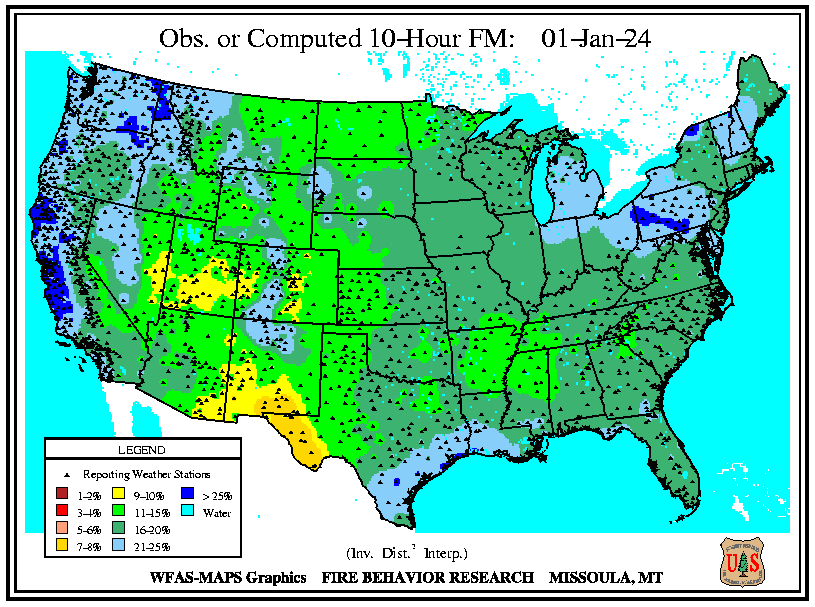 Obs. or Computed 10-Hour FM: 01-Jan-24
LEGEND
Reporting Weather Stations
1-2% 9-10% > 25%
3-4% 11-15% Water
5-6% 16-20%
7-8% 21-25%
(Inv. Dist.² Interp.)
WFAS-MAPS Graphics FIRE BEHAVIOR RESEARCH MISSOULA, MT
U S